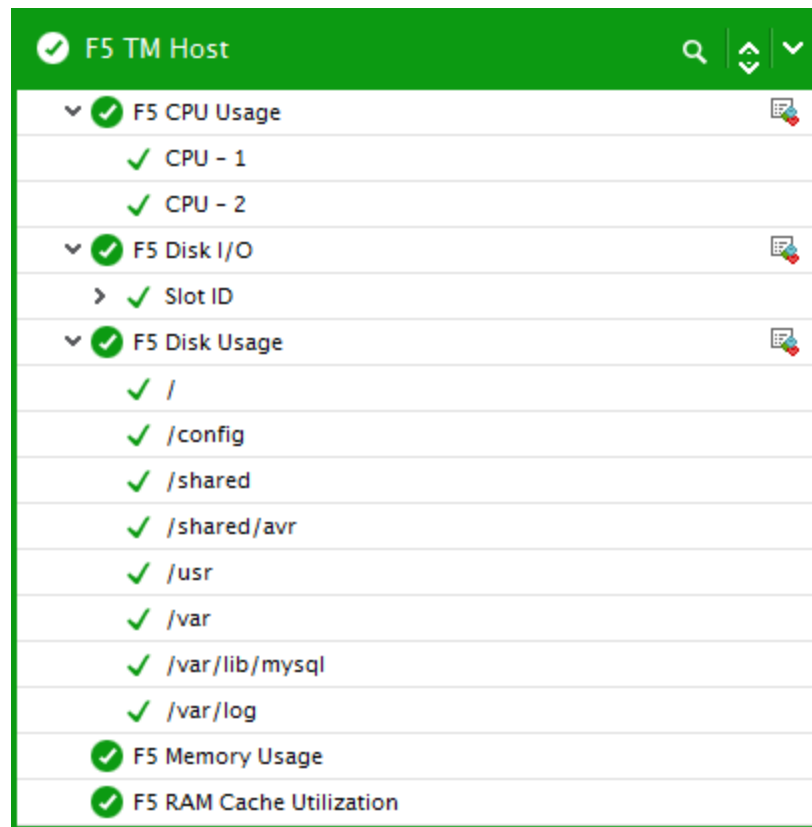 F5 TM Host
F5 CPU Usage
CPU – 1
CPU – 2
F5 Disk I/O
Slot ID
F5 Disk Usage
/
/config
/shared
/shared/avr
/usr
/var
/var/lib/mysql
/var/log
F5 Memory Usage
F5 RAM Cache Utilization